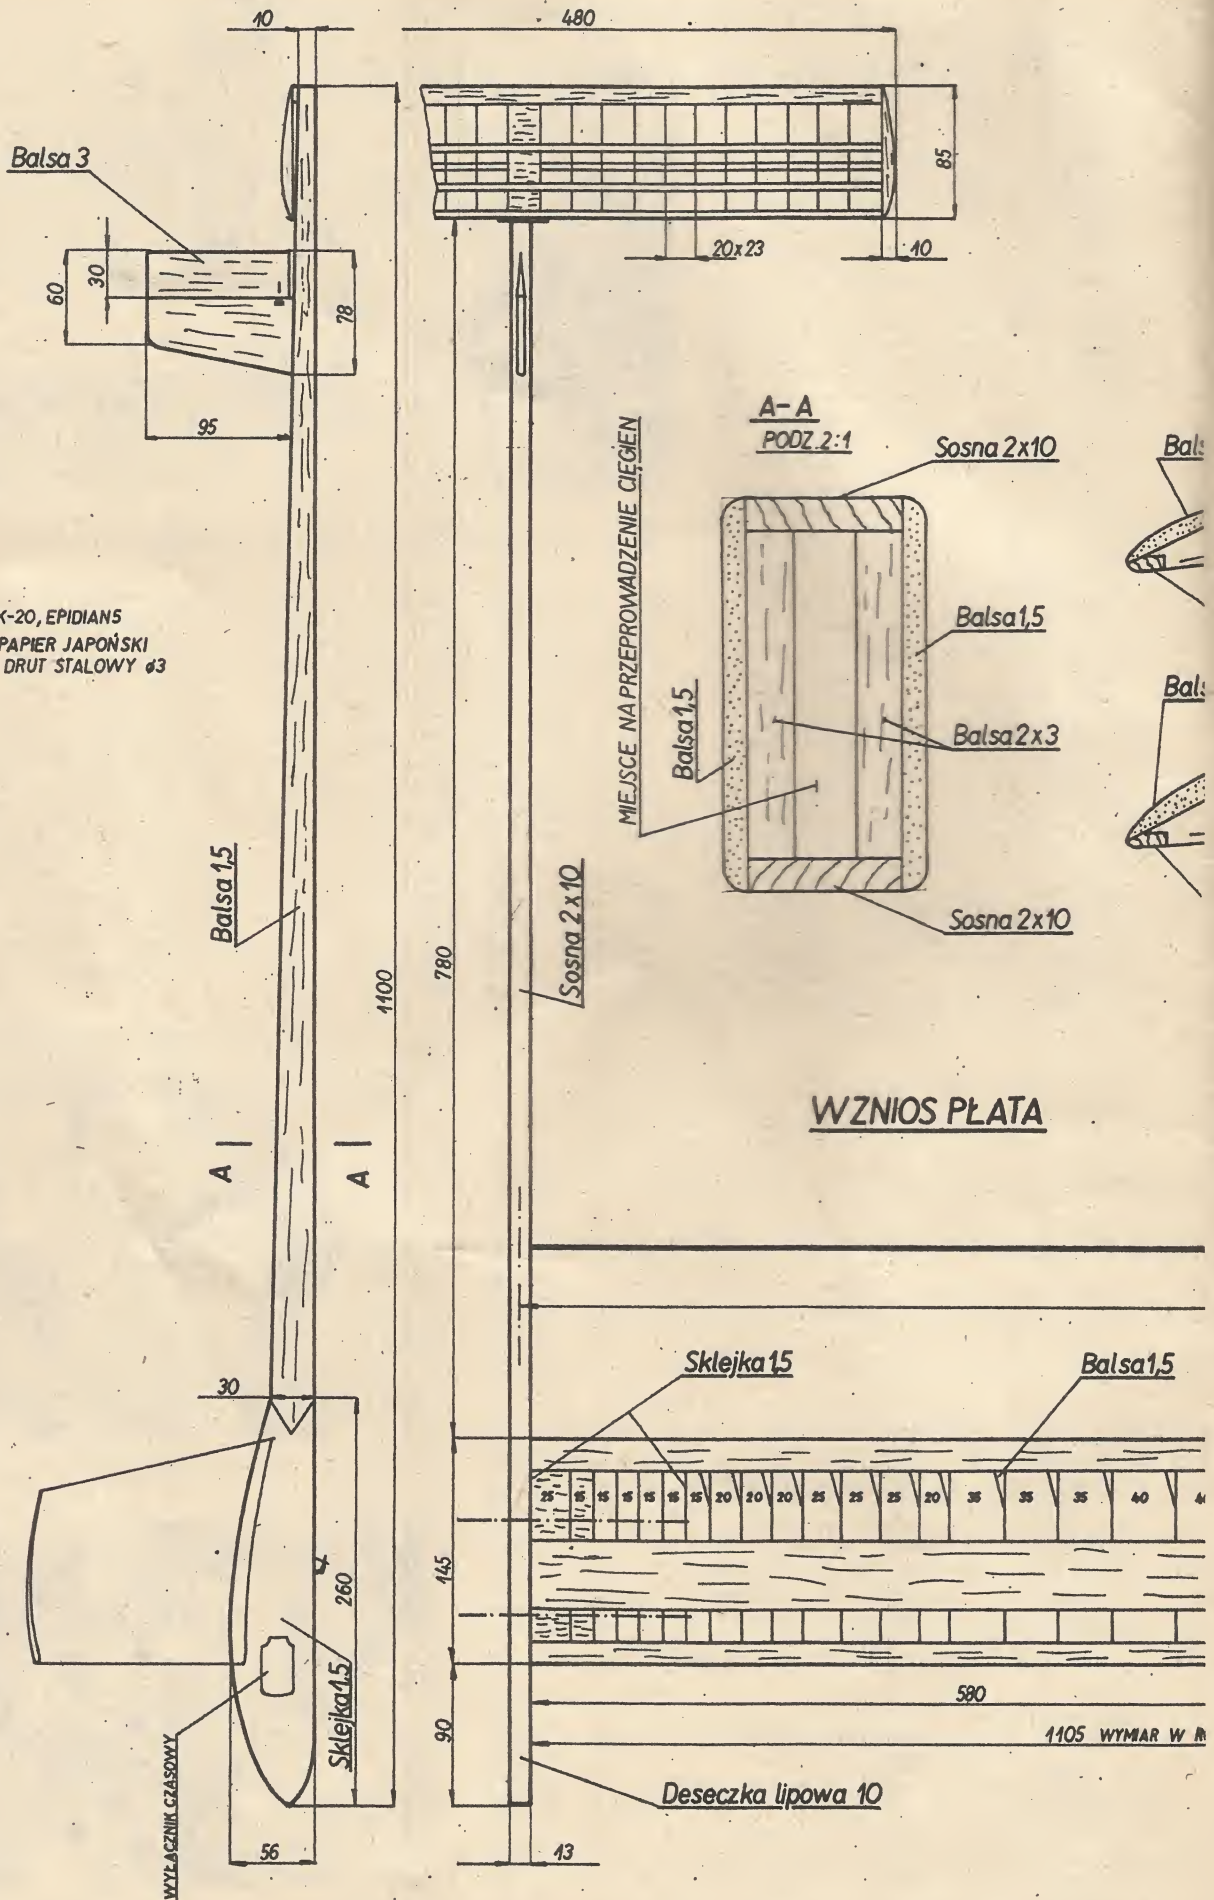 10
480
Balsa 3
85
20x23
10
30
60
78
95
A-A
PODZ. 2:1
Sosna 2x10
Bals
MIEJSCE NA PRZEPROWADZENIE CIĘGIEN
K-20, EPIDIAN5
PAPIER JAPOŃSKI
DRUT STALOWY ø3
Balsa 1,5
Balsa 1,5
Bals
Balsa 2x3
Balsa 1,5
Sosna 2x10
Sosna 2x10
1100
780
WZNIOS PŁATA
A
A
Sklejka 1,5
Balsa 1,5
30
25 15 15 15 15 15 15 20 20 20 25 25 25 20 35 35 35 40
145
260
Sklejka 1,5
580
90
1105 WYMIAR W
WYŁĄCZNIK CZASOWY
Deseczka lipowa 10
56
13